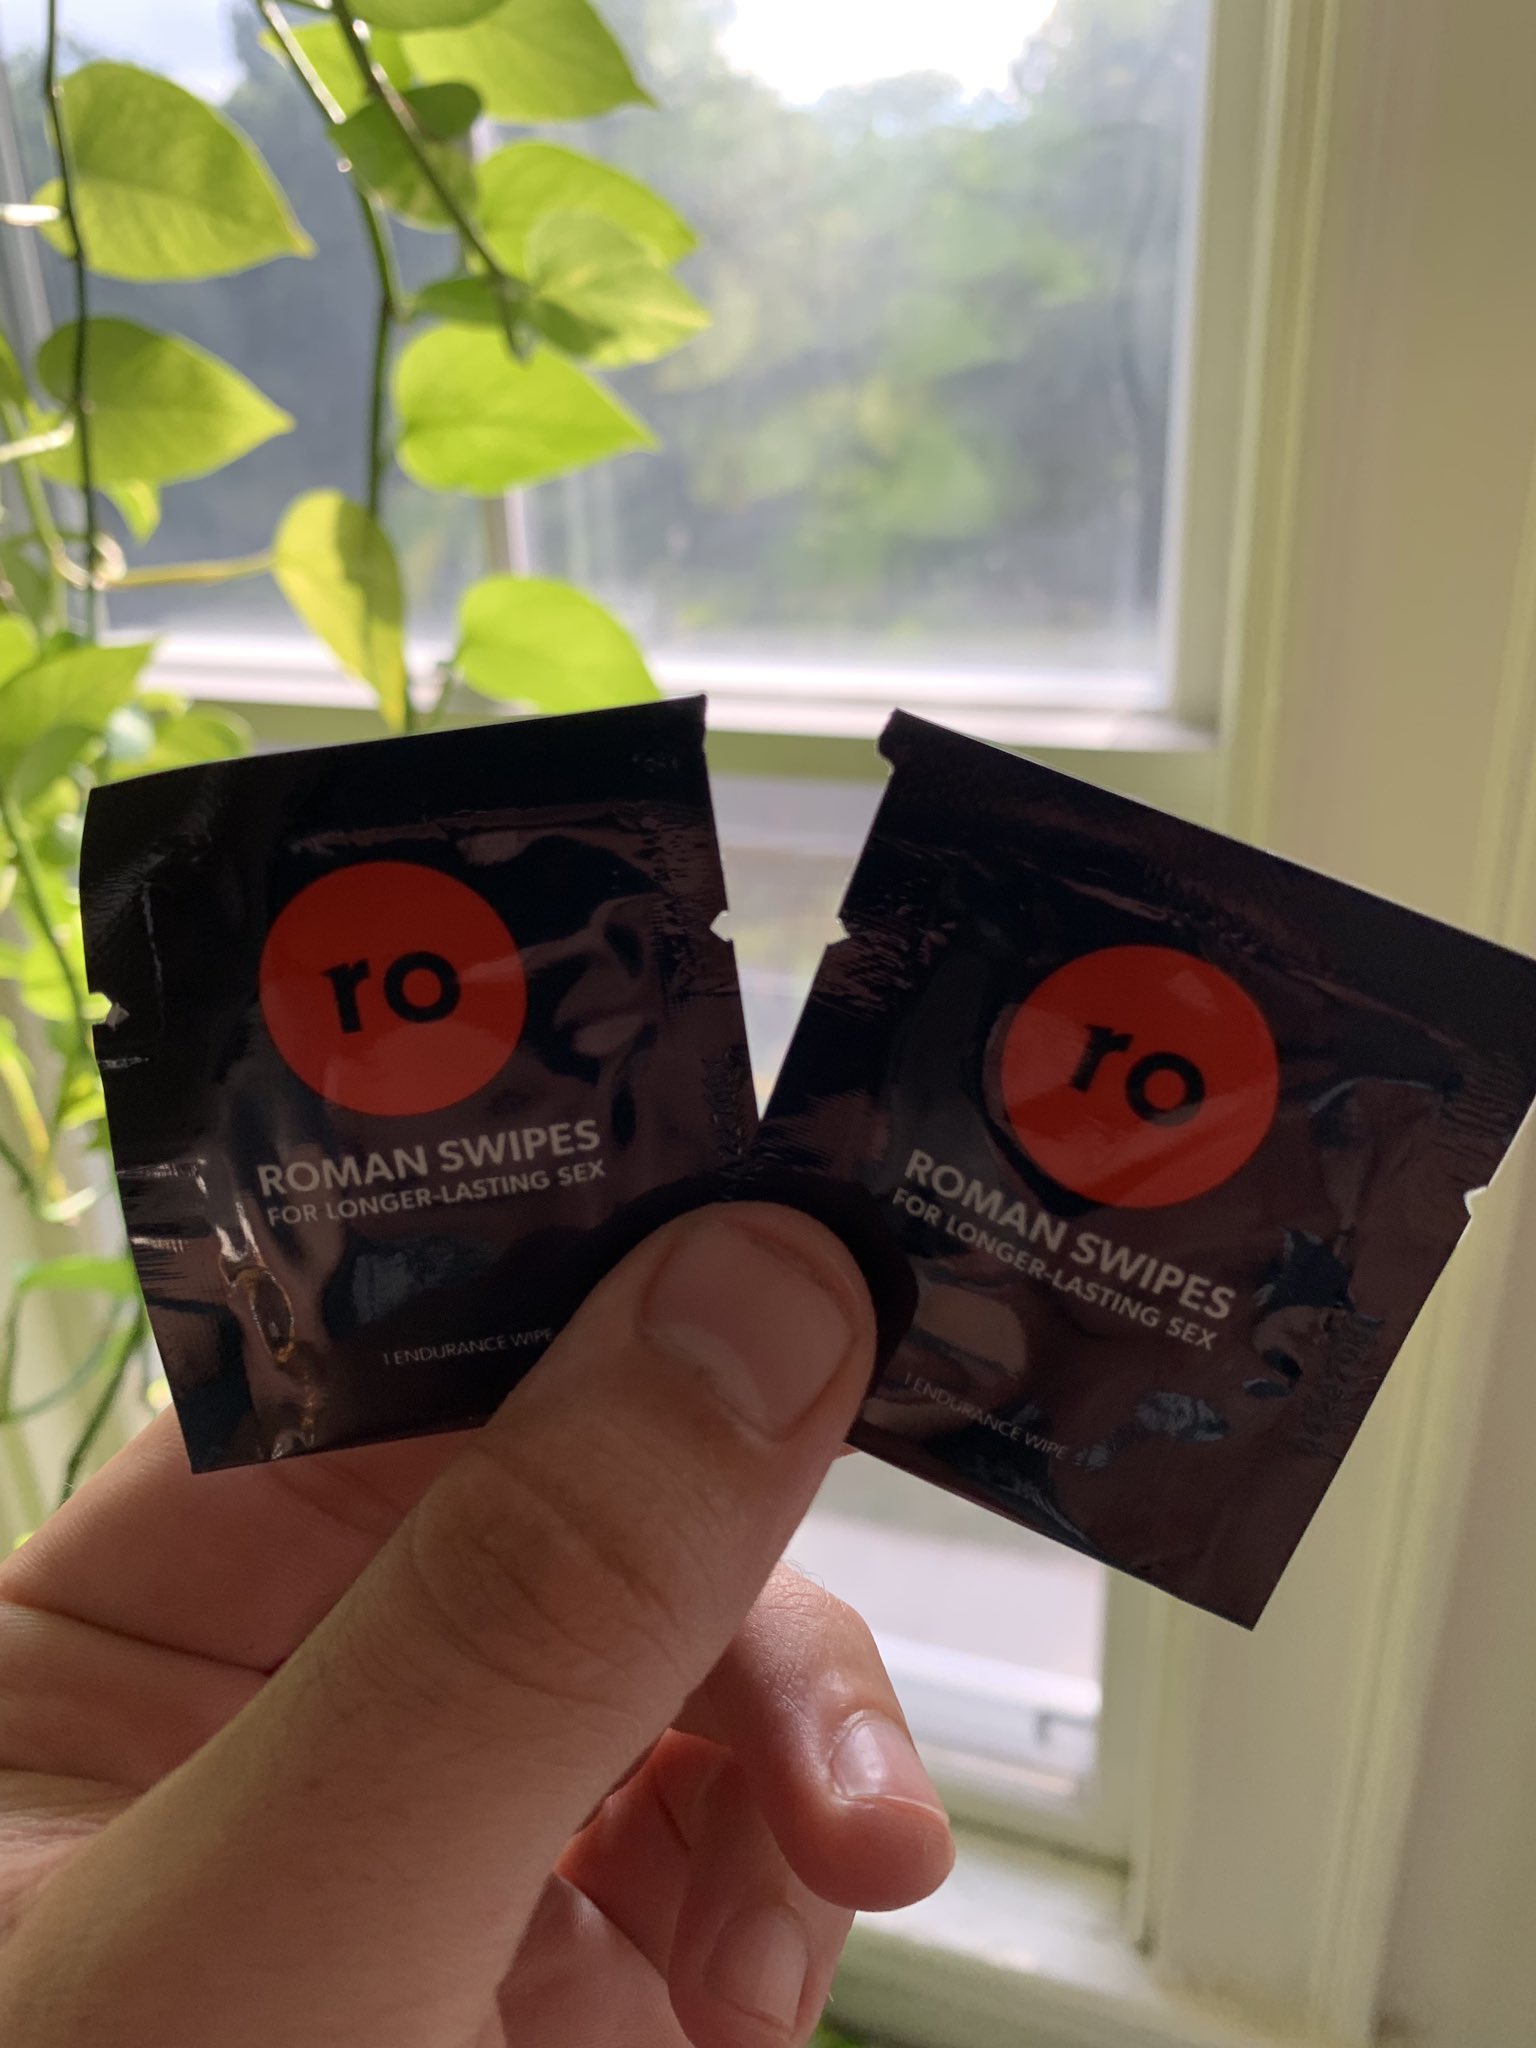 ro
ROMAN SWIPES
FOR LONGER-LASTING SEX
1 ENDURANCE WIPE
ro
ROMAN SWIPES
FOR LONGER-LASTING SEX
1 ENDURANCE WIPE